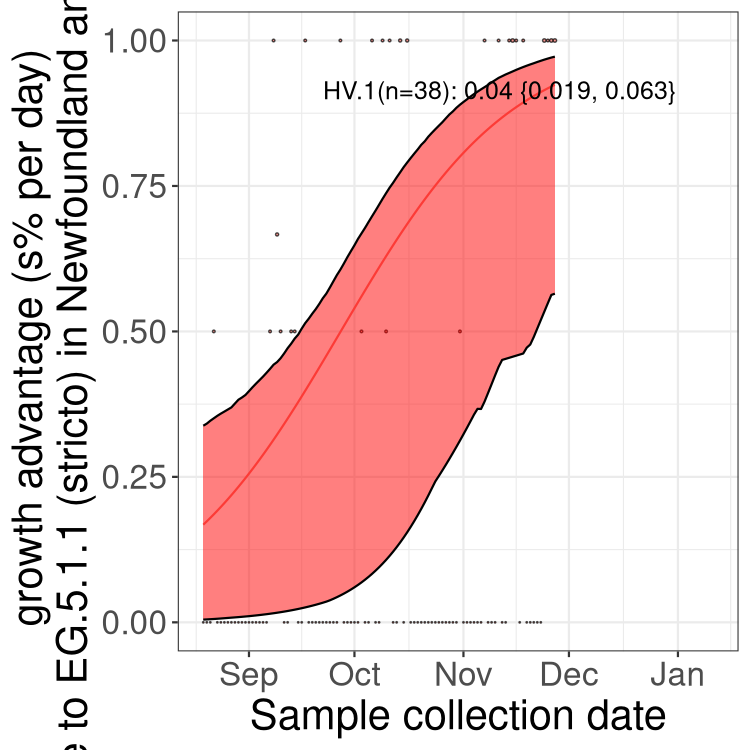 growth advantage (s% per day)
to EG.5.1.1 (stricto) in Newfoundland
1.00
0.75
0.50
0.25
0.00
HV.1(n=38): 0.04 {0.019, 0.063}
Sep Oct Nov Dec Jan
Sample collection date